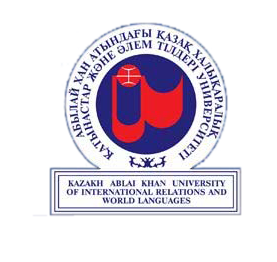 АБЫЛАЙ ХАН АТЫНДАҒЫ ҚАЗАҚ ХАЛЫҚАРАЛЫҚ
ҚАТЫНАСТАР ЖӘНЕ ӘЛЕМ ТІЛДЕРІ УНИВЕРСИТЕТІ
KAZAKH ABLAI KHAN UNIVERSITY
OF INTERNATIONAL RELATIONS AND
WORLD LANGUAGES